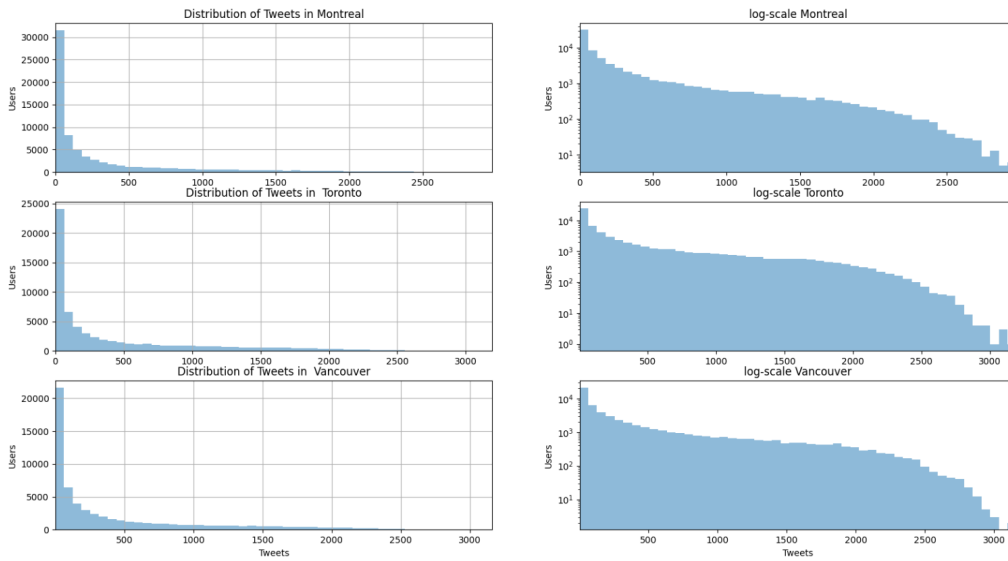 Distribution of Tweets in Montreal
30000
25000
20000
15000
10000
5000
0
Users
0 500 1000 1500 2000 2500
log-scale Montreal
10^4
10^3
10^2
10^1
Users
0 500 1000 1500 2000 2500
Distribution of Tweets in  Toronto
25000
20000
15000
10000
5000
0
Users
0 500 1000 1500 2000 2500 3000
log-scale Toronto
10^4
10^3
10^2
10^1
10^0
Users
500 1000 1500 2000 2500 3000
Distribution of Tweets in  Vancouver
20000
15000
10000
5000
0
Users
500 1000 1500 2000 2500 3000
Tweets
log-scale Vancouver
10^4
10^3
10^2
10^1
Users
500 1000 1500 2000 2500 3000
Tweets